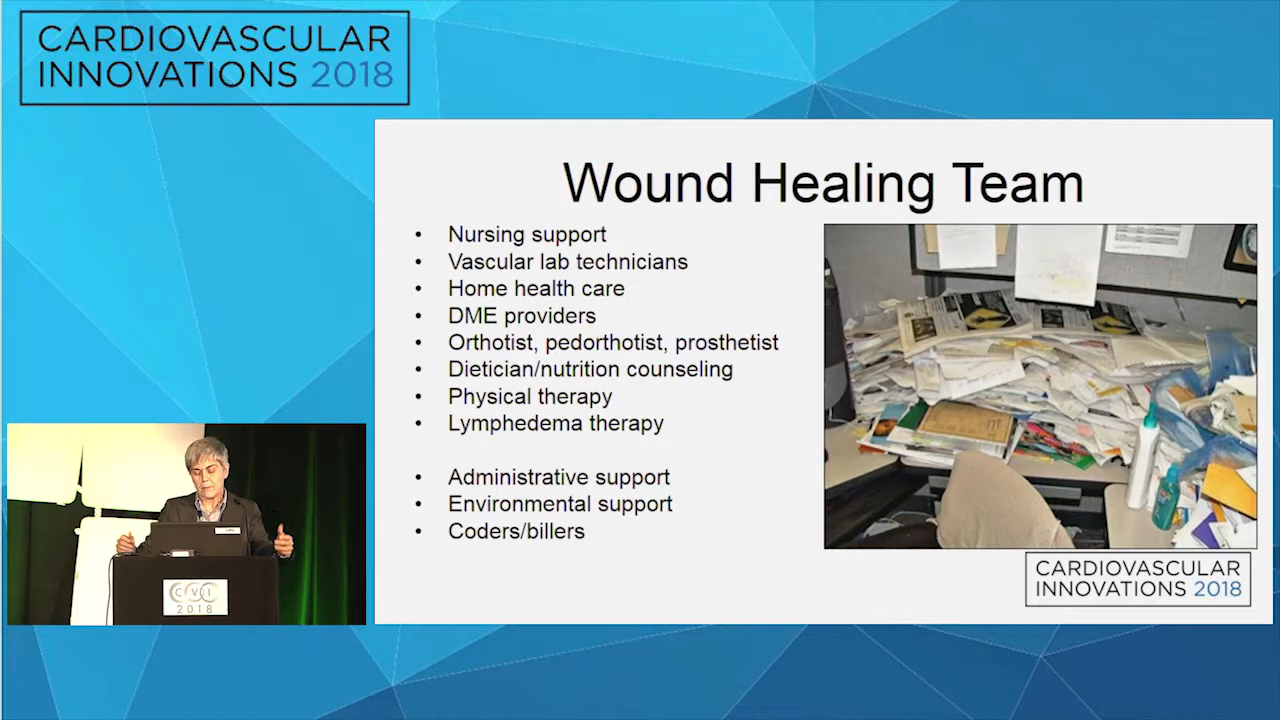 CARDIOVASCULAR
INNOVATIONS 2018
Wound Healing Team
• Nursing support
• Vascular lab technicians
• Home health care
• DME providers
• Orthotist, pedorthotist, prosthetist
• Dietician/nutrition counseling
• Physical therapy
• Lymphedema therapy
• Administrative support
• Environmental support
• Coders/billers
CARDIOVASCULAR
INNOVATIONS 2018
CVI
2018